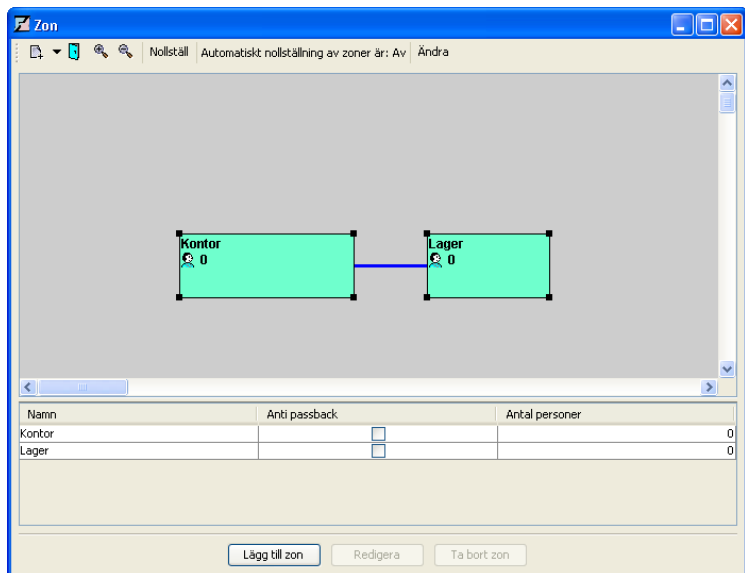 Zon
Nollställ Automatiskt nollställning av zoner är: Av Ändra
Kontor
0
Lager
0
Namn Anti passback Antal personer
Kontor 0
Lager 0
Lägg till zon Redigera Ta bort zon